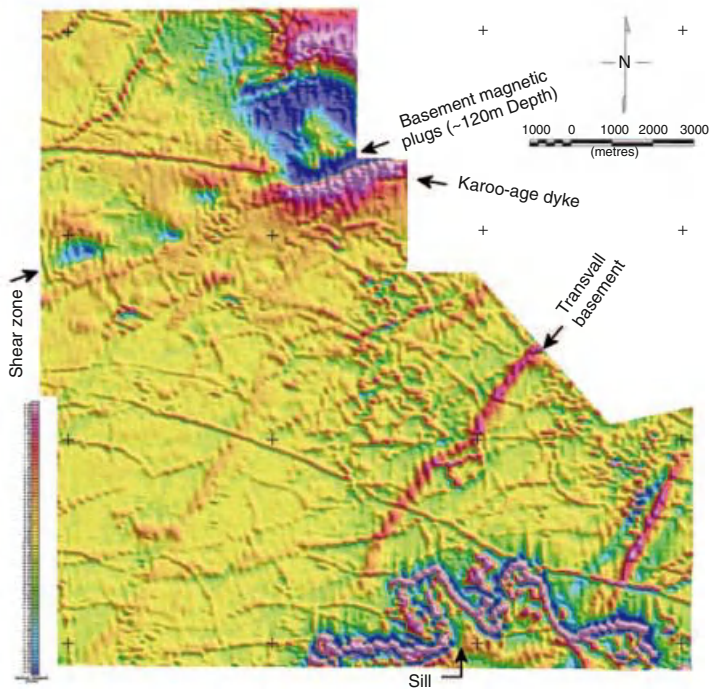 N
1000 0 1000 2000 3000
(metres)
Basement magnetic
plugs (~120m Depth)
Karoo-age dyke
Transvall
basement
Shear zone
Sill